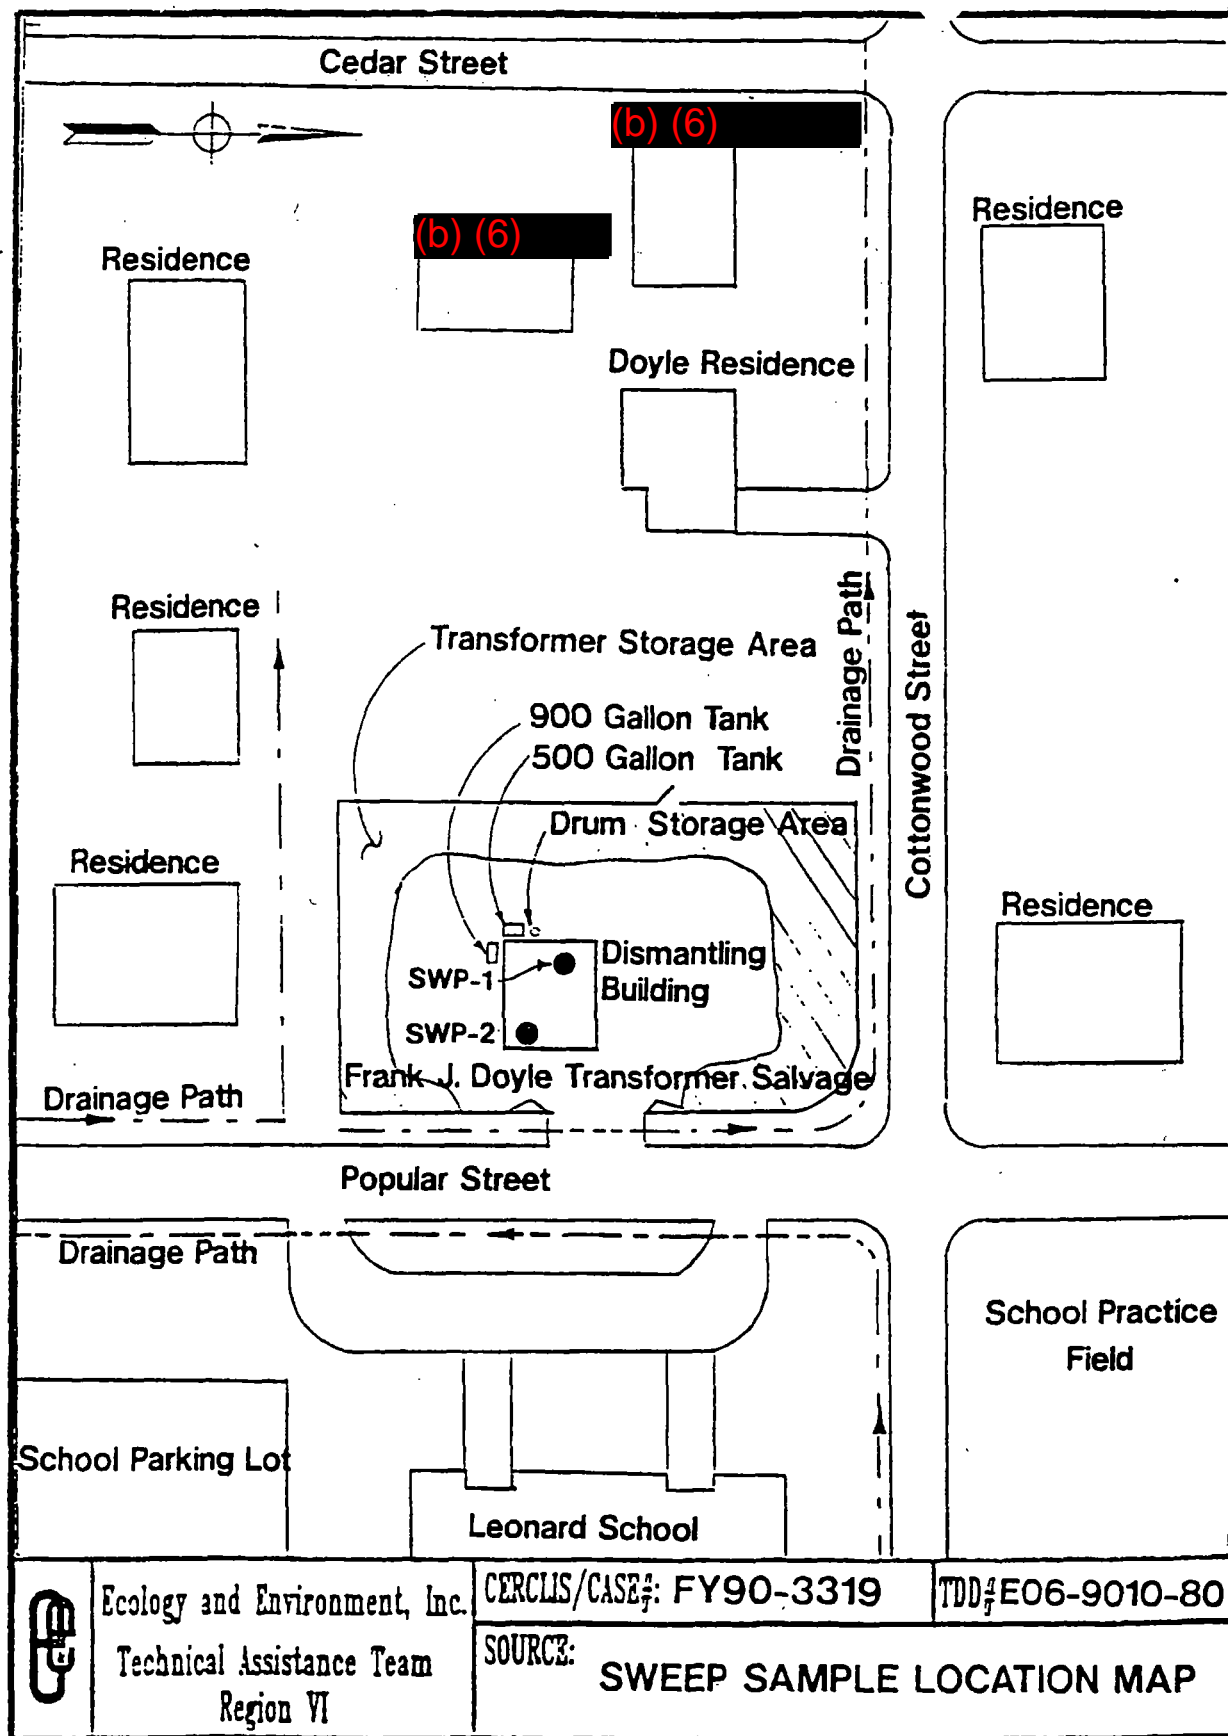 Cedar Street
(b) (6)
(b) (6)
Residence
Residence
Doyle Residence
Residence
Transformer Storage Area
Drainage Path
Cottonwood Street
900 Gallon Tank
500 Gallon Tank
Drum Storage Area
Residence
Residence
Dismantling
Building
SWP-1
SWP-2
Frank J. Doyle Transformer Salvage
Drainage Path
Popular Street
Drainage Path
School Practice
Field
School Parking Lot
Leonard School
Ecology and Environment, Inc.
Technical Assistance Team
Region VI
CERCLIS/CASE#: FY90-3319
TDD# E06-9010-80
SOURCE:
SWEEP SAMPLE LOCATION MAP